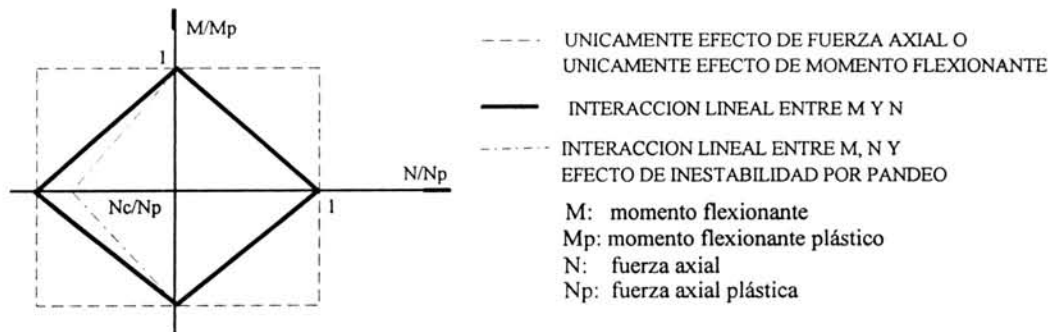 M/Mp
1
N/Np
Nc/Np
1
UNICAMENTE EFECTO DE FUERZA AXIAL O
UNICAMENTE EFECTO DE MOMENTO FLEXIONANTE
INTERACCION LINEAL ENTRE M Y N
INTERACCION LINEAL ENTRE M, N Y
EFECTO DE INESTABILIDAD POR PANDEO
M: momento flexionante
Mp: momento flexionante plástico
N: fuerza axial
Np: fuerza axial plástica